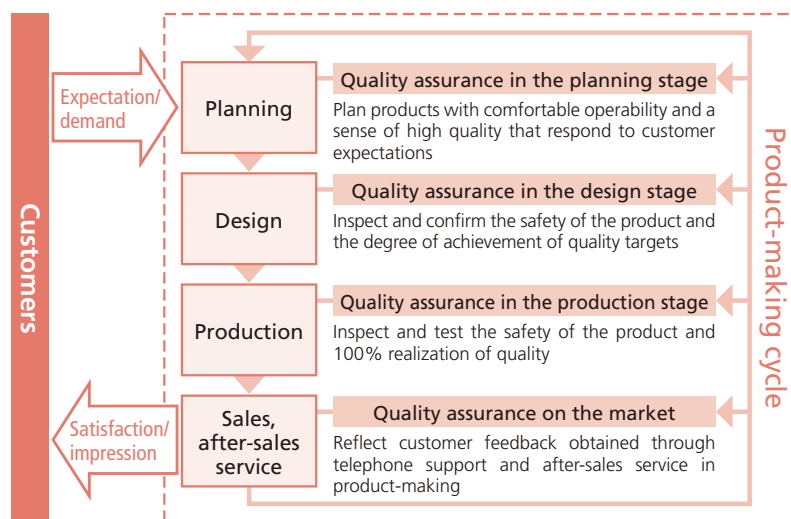 Customers
Expectation/
demand
Planning
Quality assurance in the planning stage
Plan products with comfortable operability and a
sense of high quality that respond to customer
expectations
Design
Quality assurance in the design stage
Inspect and confirm the safety of the product and
the degree of achievement of quality targets
Production
Quality assurance in the production stage
Inspect and test the safety of the product and
100% realization of quality
Satisfaction/
impression
Sales,
after-sales
service
Quality assurance on the market
Reflect customer feedback obtained through
telephone support and after-sales service in
product-making
Product-making cycle